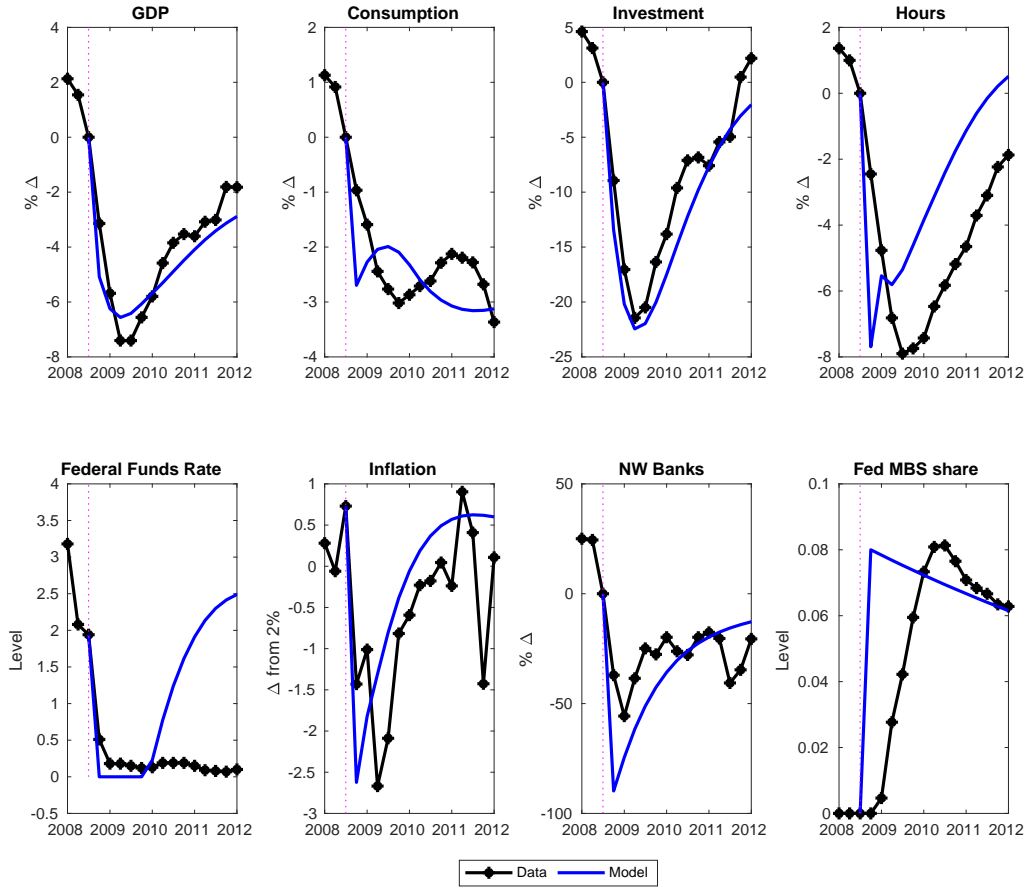 GDP
4
2
0
-2
-4
-6
-8
% Δ
2008 2009 2010 2011 2012
Consumption
2
1
0
-1
-2
-3
-4
% Δ
2008 2009 2010 2011 2012
Investment
5
0
-5
-10
-15
-20
-25
% Δ
2008 2009 2010 2011 2012
Hours
2
0
-2
-4
-6
-8
% Δ
2008 2009 2010 2011 2012
Federal Funds Rate
4
3.5
3
2.5
2
1.5
1
0.5
0
-0.5
Level
2008 2009 2010 2011 2012
Inflation
1
0.5
0
-0.5
-1
-1.5
-2
-2.5
-3
Δ from 2%
2008 2009 2010 2011 2012
NW Banks
50
0
-50
-100
% Δ
2008 2009 2010 2011 2012
Fed MBS share
0.1
0.08
0.06
0.04
0.02
0
Level
2008 2009 2010 2011 2012
Data Model